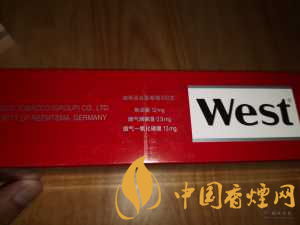 TOBACCO (GROUP) CO., LTD.
OF REEMTSMA, GERMANY
焦油量 12mg
烟气烟碱量 0.9mg
烟气一氧化碳量 13mg
West
中国香烟网